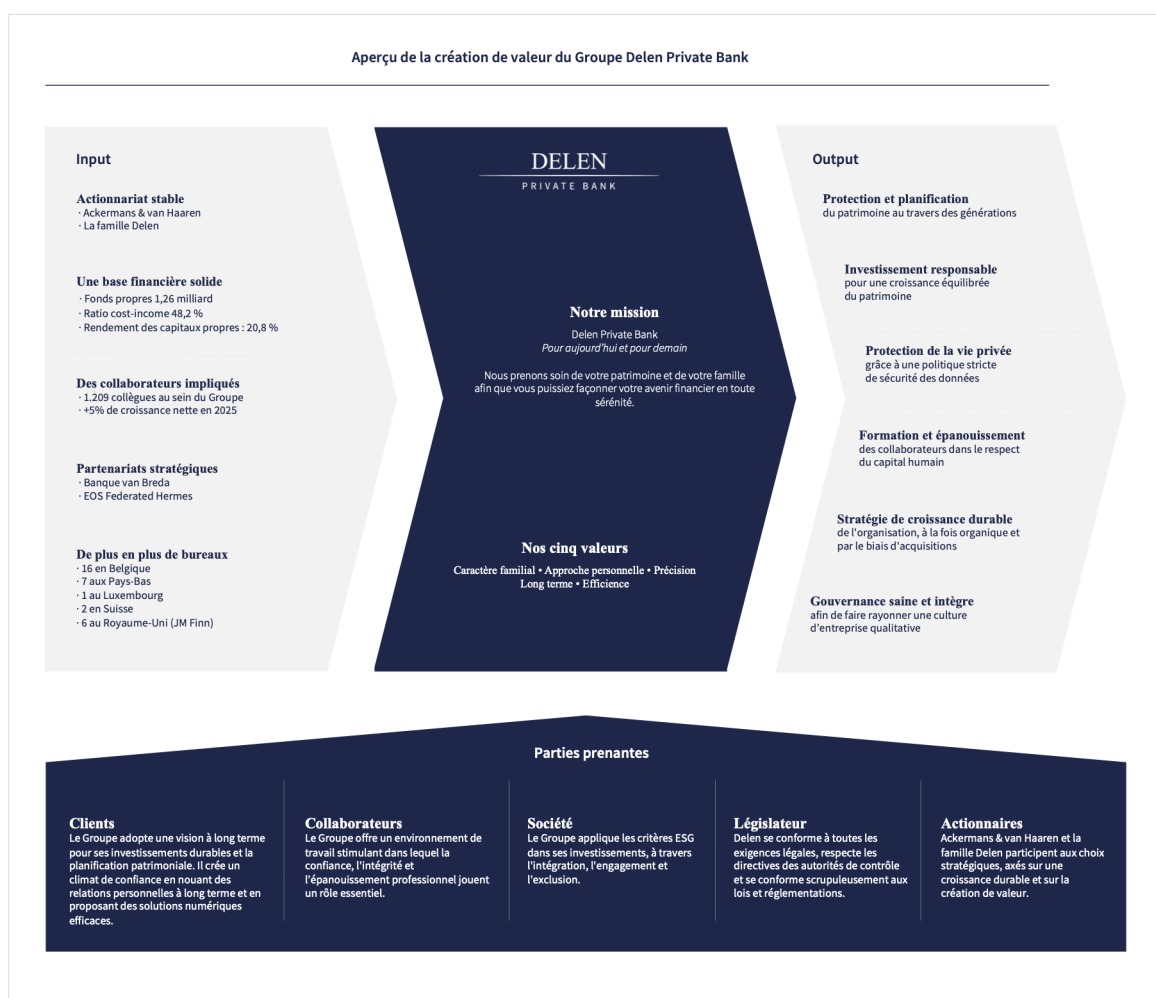 Aperçu de la création de valeur du Groupe Delen Private Bank
Input
Actionnariat stable
· Ackermans & van Haaren
· La famille Delen
Une base financière solide
· Fonds propres 1,26 milliard
· Ratio cost-income 48,2 %
· Rendement des capitaux propres : 20,8 %
Des collaborateurs impliqués
· 1.209 collègues au sein du Groupe
· +5% de croissance nette en 2025
Partenariats stratégiques
· Banque van Breda
· EOS Federated Hermes
De plus en plus de bureaux
· 16 en Belgique
· 7 aux Pays-Bas
· 1 au Luxembourg
· 2 en Suisse
· 6 au Royaume-Uni (JM Finn)
DELEN
PRIVATE BANK
Notre mission
Delen Private Bank
Pour aujourd'hui et pour demain
Nous prenons soin de votre patrimoine et de votre famille
afin que vous puissiez façonner votre avenir financier en toute
sérénité.
Nos cinq valeurs
Caractère familial • Approche personnelle • Précision
Long terme • Efficience
Output
Protection et planification
du patrimoine au travers des générations
Investissement responsable
pour une croissance équilibrée
du patrimoine
Protection de la vie privée
grâce à une politique stricte
de sécurité des données
Formation et épanouissement
des collaborateurs dans le respect
du capital humain
Stratégie de croissance durable
de l'organisation, à la fois organique et
par le biais d'acquisitions
Gouvernance saine et intègre
afin de faire rayonner une culture
d'entreprise qualitative
Parties prenantes
Clients
Le Groupe adopte une vision à long terme
pour ses investissements durables et la
planification patrimoniale. Il crée un
climat de confiance en nouant des
relations personnelles à long terme et en
proposant des solutions numériques
efficaces.
Collaborateurs
Le Groupe offre un environnement de
travail stimulant dans lequel la
confiance, l'intégrité et
l'épanouissement professionnel jouent
un rôle essentiel.
Société
Le Groupe applique les critères ESG
dans ses investissements, à travers
l'intégration, l'engagement et
l'exclusion.
Législateur
Delen se conforme à toutes les
exigences légales, respecte les
directives des autorités de contrôle
et se conforme scrupuleusement aux
lois et réglementations.
Actionnaires
Ackermans & van Haaren et la
famille Delen participent aux choix
stratégiques, axés sur une
croissance durable et sur la
création de valeur.